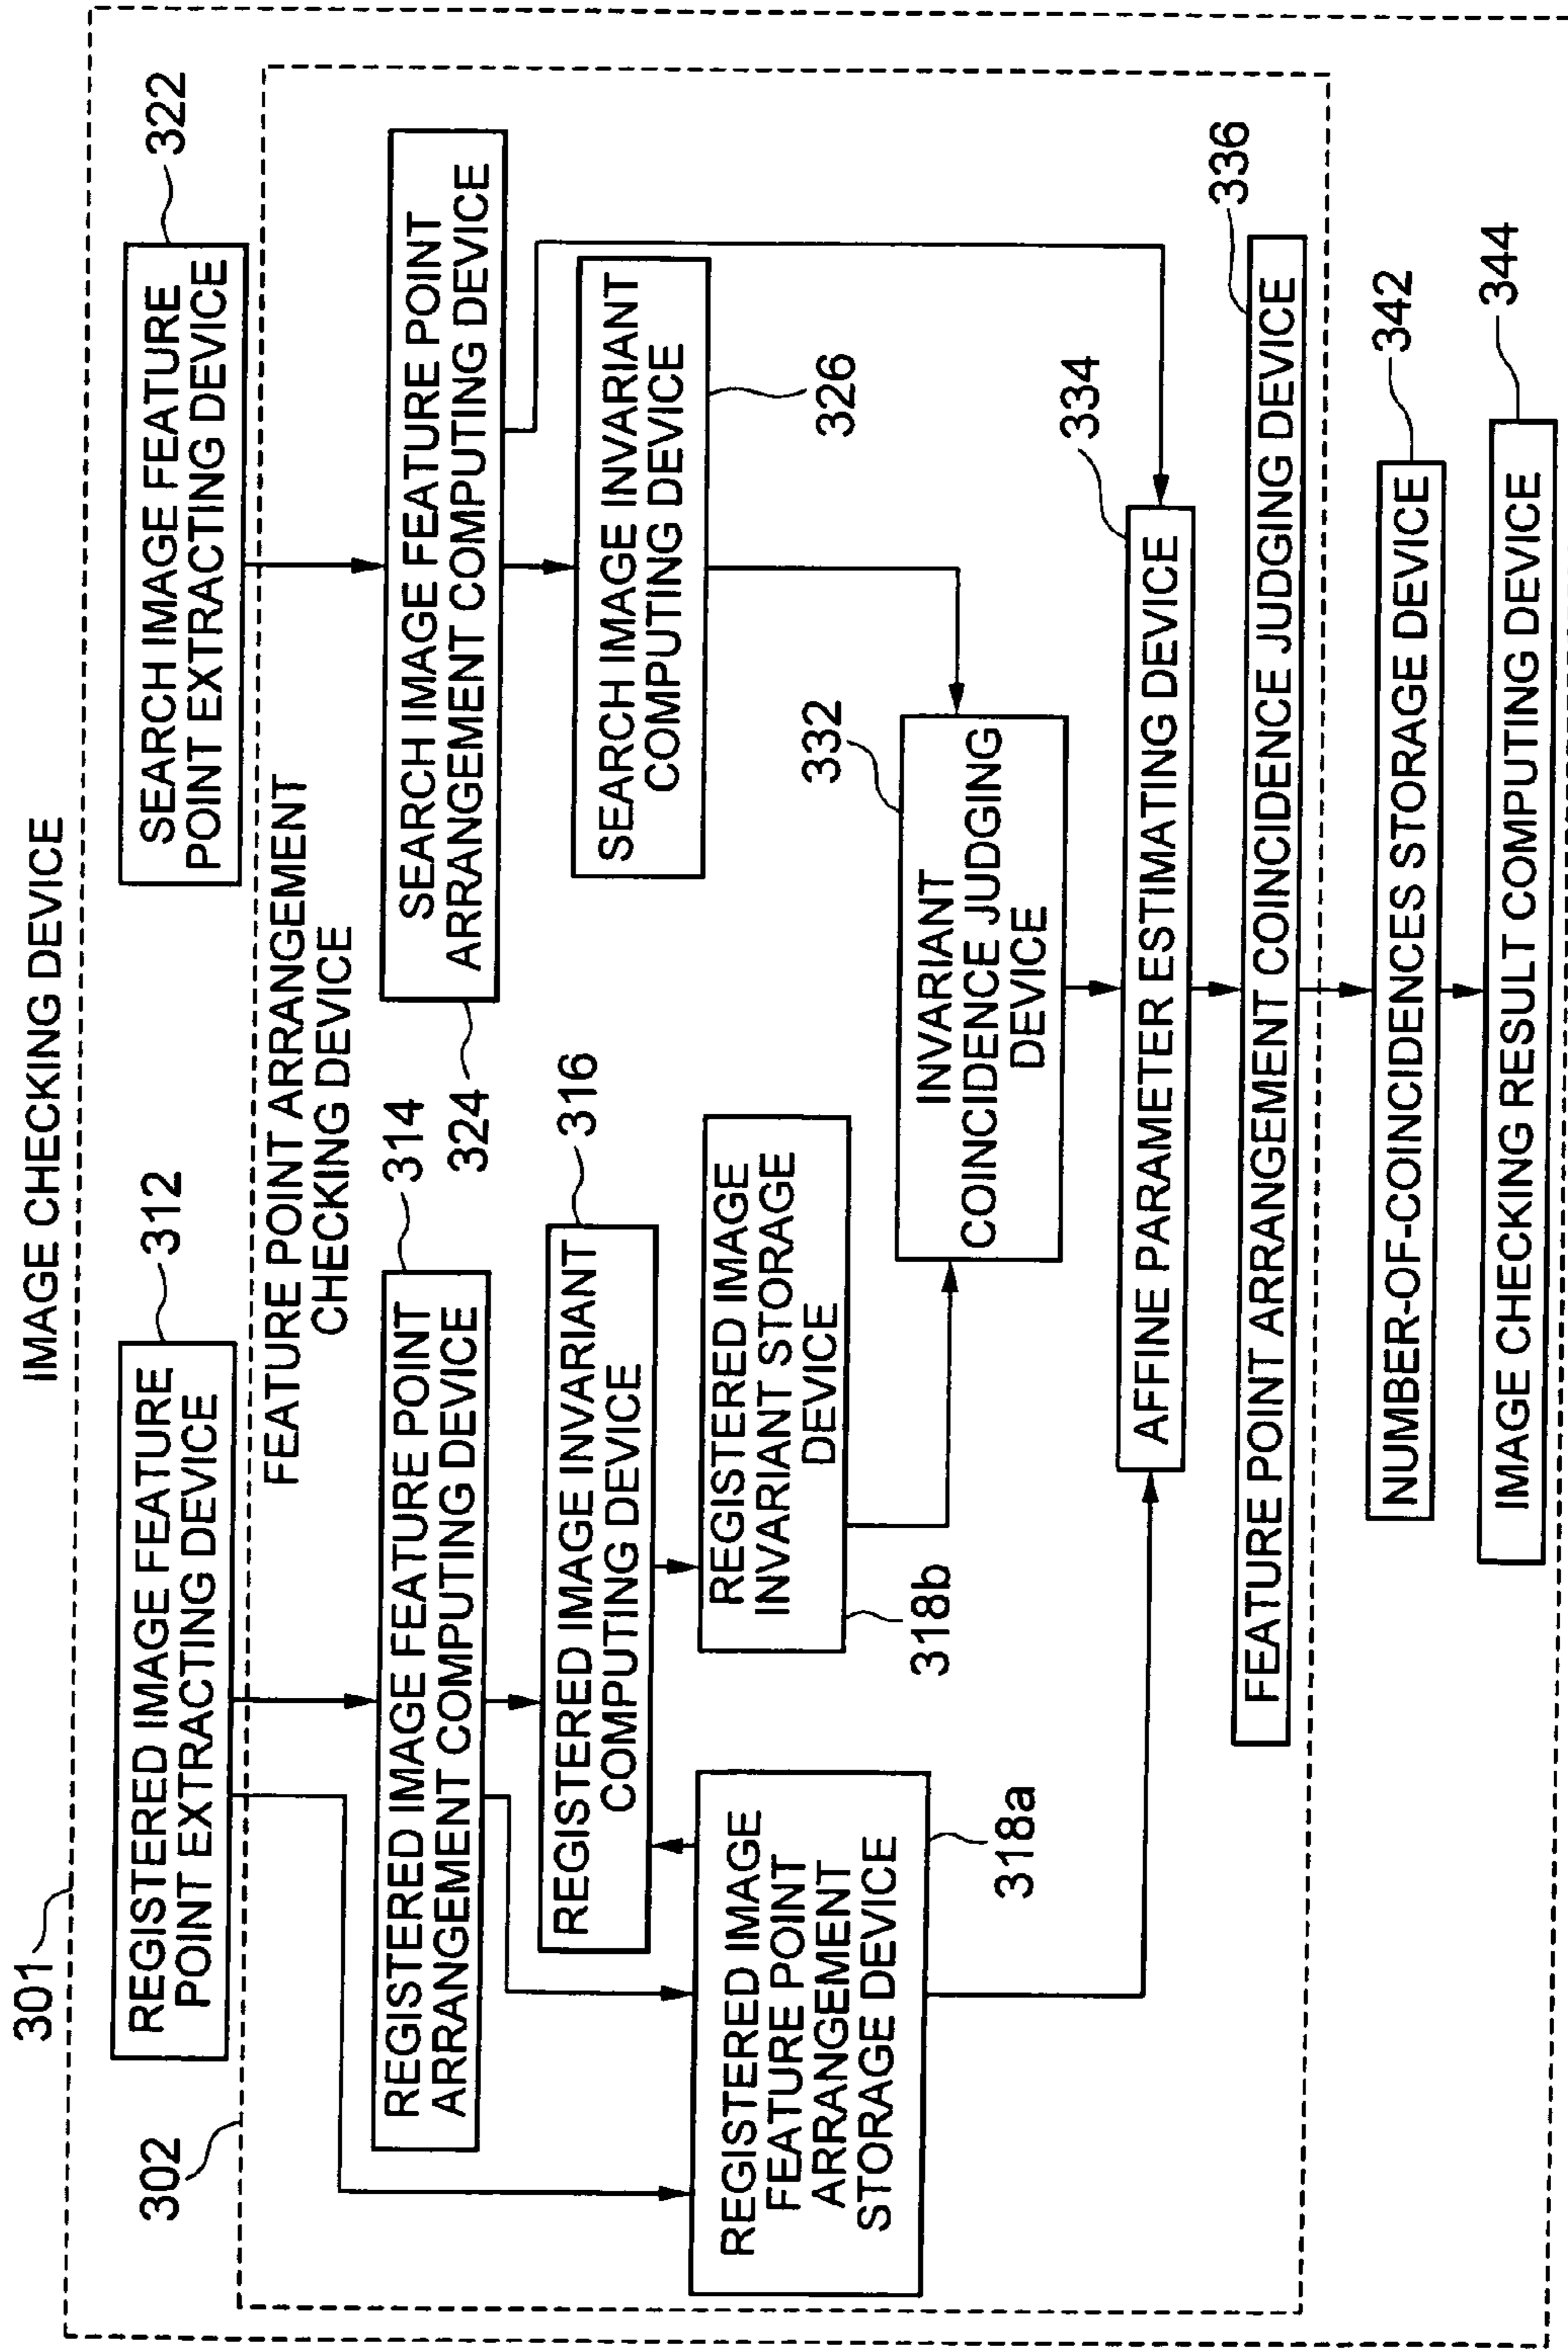 IMAGE CHECKING DEVICE
301
312
322
REGISTERED IMAGE FEATURE
POINT EXTRACTING DEVICE
SEARCH IMAGE FEATURE
POINT EXTRACTING DEVICE
302
FEATURE POINT ARRANGEMENT
CHECKING DEVICE
314
REGISTERED IMAGE FEATURE POINT
ARRANGEMENT COMPUTING DEVICE
SEARCH IMAGE FEATURE POINT
ARRANGEMENT COMPUTING DEVICE
324
316
REGISTERED IMAGE INVARIANT
COMPUTING DEVICE
SEARCH IMAGE INVARIANT
COMPUTING DEVICE
326
REGISTERED IMAGE
FEATURE POINT
ARRANGEMENT
STORAGE DEVICE
318a
REGISTERED IMAGE
INVARIANT STORAGE
DEVICE
318b
332
INVARIANT
COINCIDENCE JUDGING
DEVICE
334
AFFINE PARAMETER ESTIMATING DEVICE
336
FEATURE POINT ARRANGEMENT COINCIDENCE JUDGING DEVICE
342
NUMBER-OF-COINCIDENCES STORAGE DEVICE
344
IMAGE CHECKING RESULT COMPUTING DEVICE